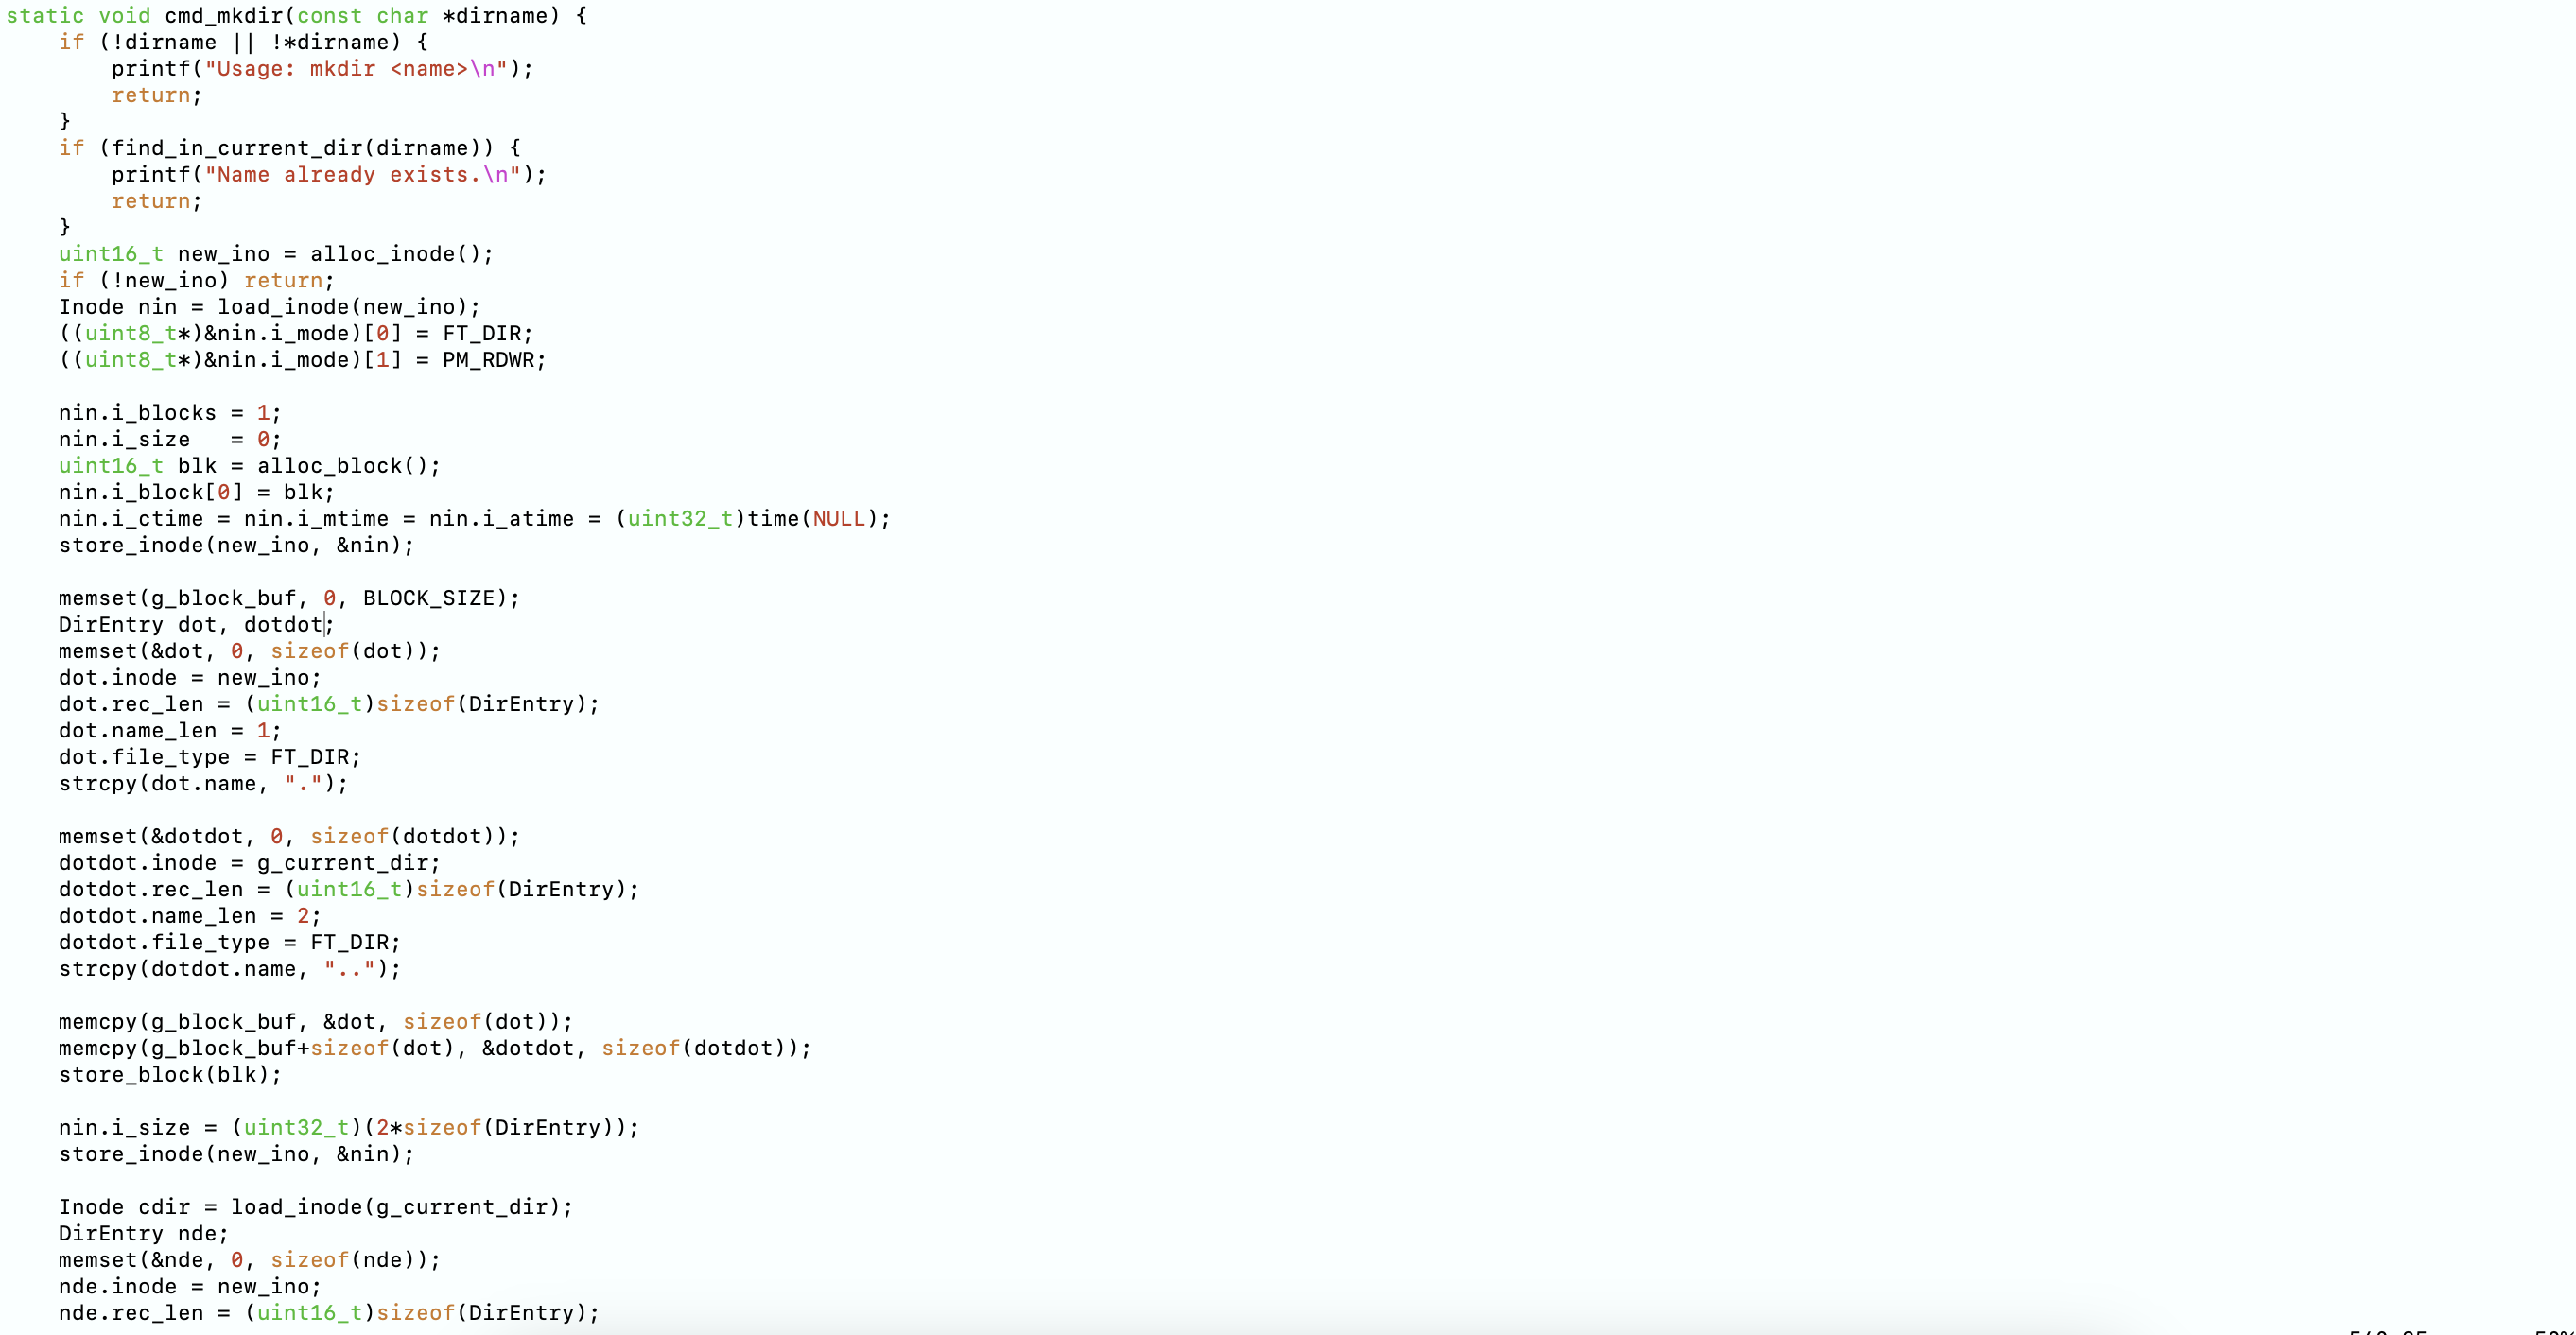 static void cmd_mkdir(const char *dirname) {
    if (!dirname || !*dirname) {
        printf("Usage: mkdir <name>\n");
        return;
    }
    if (find_in_current_dir(dirname)) {
        printf("Name already exists.\n");
        return;
    }
    uint16_t new_ino = alloc_inode();
    if (!new_ino) return;
    Inode nin = load_inode(new_ino);
    ((uint8_t*)&nin.i_mode)[0] = FT_DIR;
    ((uint8_t*)&nin.i_mode)[1] = PM_RDWR;

    nin.i_blocks = 1;
    nin.i_size   = 0;
    uint16_t blk = alloc_block();
    nin.i_block[0] = blk;
    nin.i_ctime = nin.i_mtime = nin.i_atime = (uint32_t)time(NULL);
    store_inode(new_ino, &nin);

    memset(g_block_buf, 0, BLOCK_SIZE);
    DirEntry dot, dotdot;
    memset(&dot, 0, sizeof(dot));
    dot.inode = new_ino;
    dot.rec_len = (uint16_t)sizeof(DirEntry);
    dot.name_len = 1;
    dot.file_type = FT_DIR;
    strcpy(dot.name, ".");

    memset(&dotdot, 0, sizeof(dotdot));
    dotdot.inode = g_current_dir;
    dotdot.rec_len = (uint16_t)sizeof(DirEntry);
    dotdot.name_len = 2;
    dotdot.file_type = FT_DIR;
    strcpy(dotdot.name, "..");

    memcpy(g_block_buf, &dot, sizeof(dot));
    memcpy(g_block_buf+sizeof(dot), &dotdot, sizeof(dotdot));
    store_block(blk);

    nin.i_size = (uint32_t)(2*sizeof(DirEntry));
    store_inode(new_ino, &nin);

    Inode cdir = load_inode(g_current_dir);
    DirEntry nde;
    memset(&nde, 0, sizeof(nde));
    nde.inode = new_ino;
    nde.rec_len = (uint16_t)sizeof(DirEntry);